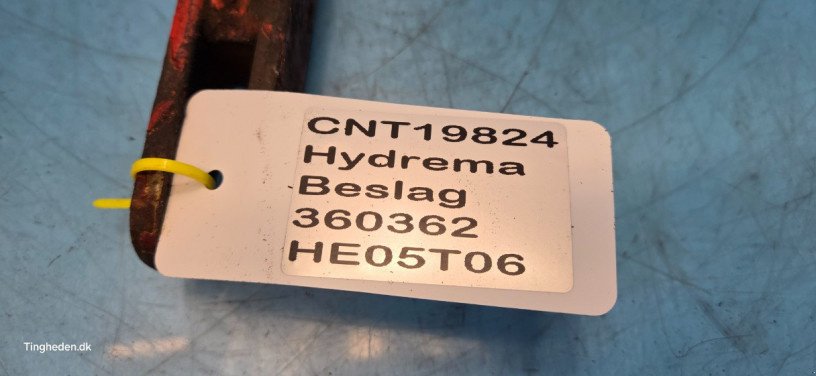 CNT19824
Hydrema
Beslag
360362
HE05T06
Tingheden.dk